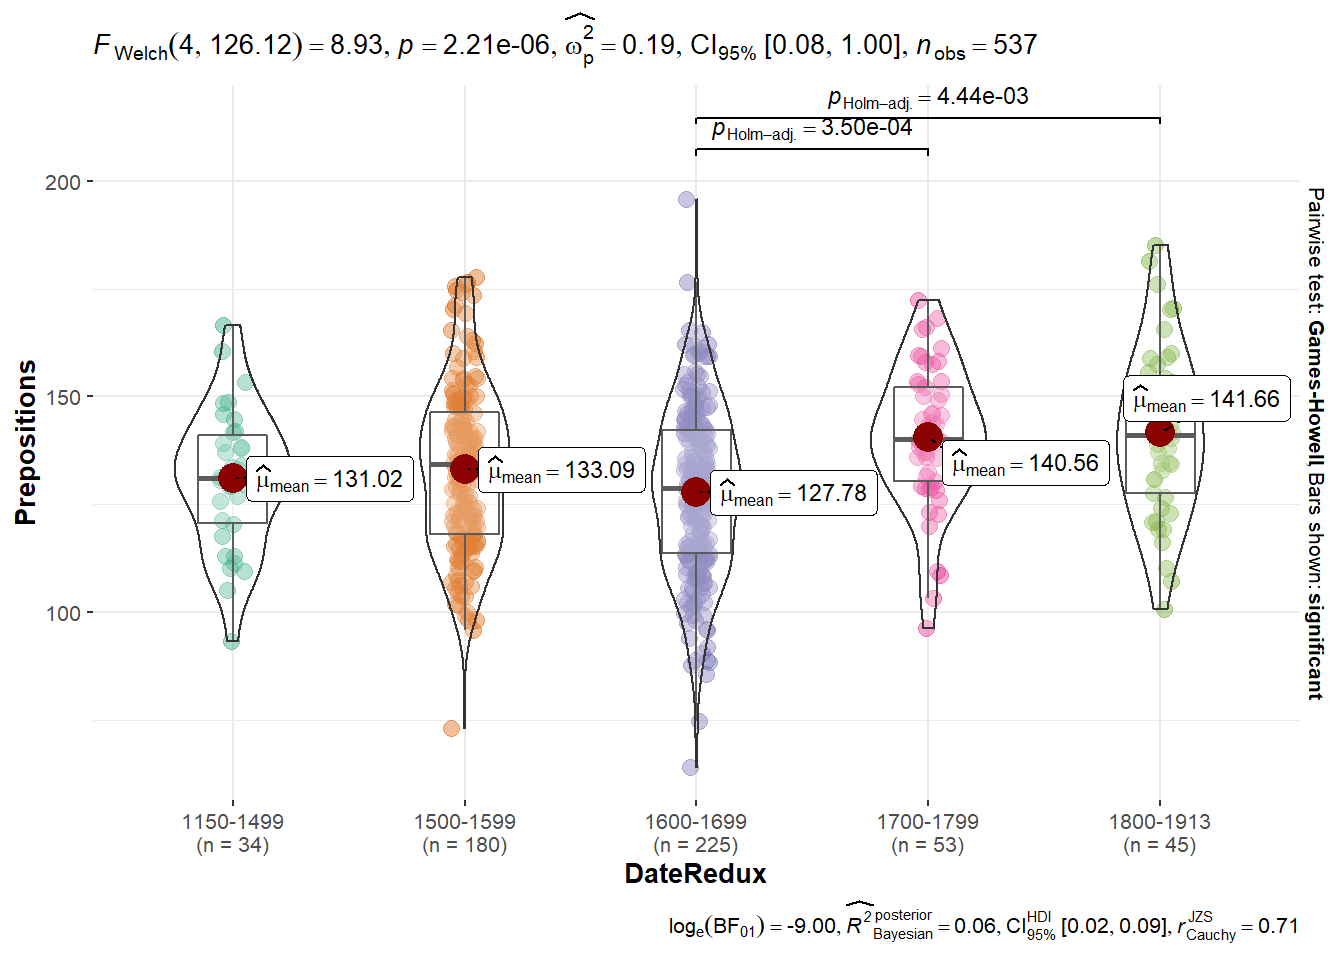 F Welch(4, 126.12) = 8.93, p = 2.21e-06, ω̂²p = 0.19, CI95% [0.08, 1.00], nobs = 537
pHolm–adj. = 4.44e-03
pHolm–adj. = 3.50e-04
200
150
100
Prepositions
μ̂mean = 131.02
μ̂mean = 133.09
μ̂mean = 127.78
μ̂mean = 140.56
μ̂mean = 141.66
Pairwise test: Games-Howell, Bars shown: significant
1150-1499 1500-1599 1600-1699 1700-1799 1800-1913
(n = 34) (n = 180) (n = 225) (n = 53) (n = 45)
DateRedux
loge(BF01) = -9.00, R̂² posterior Bayesian = 0.06, CI HDI 95% [0.02, 0.09], r JZS Cauchy = 0.71